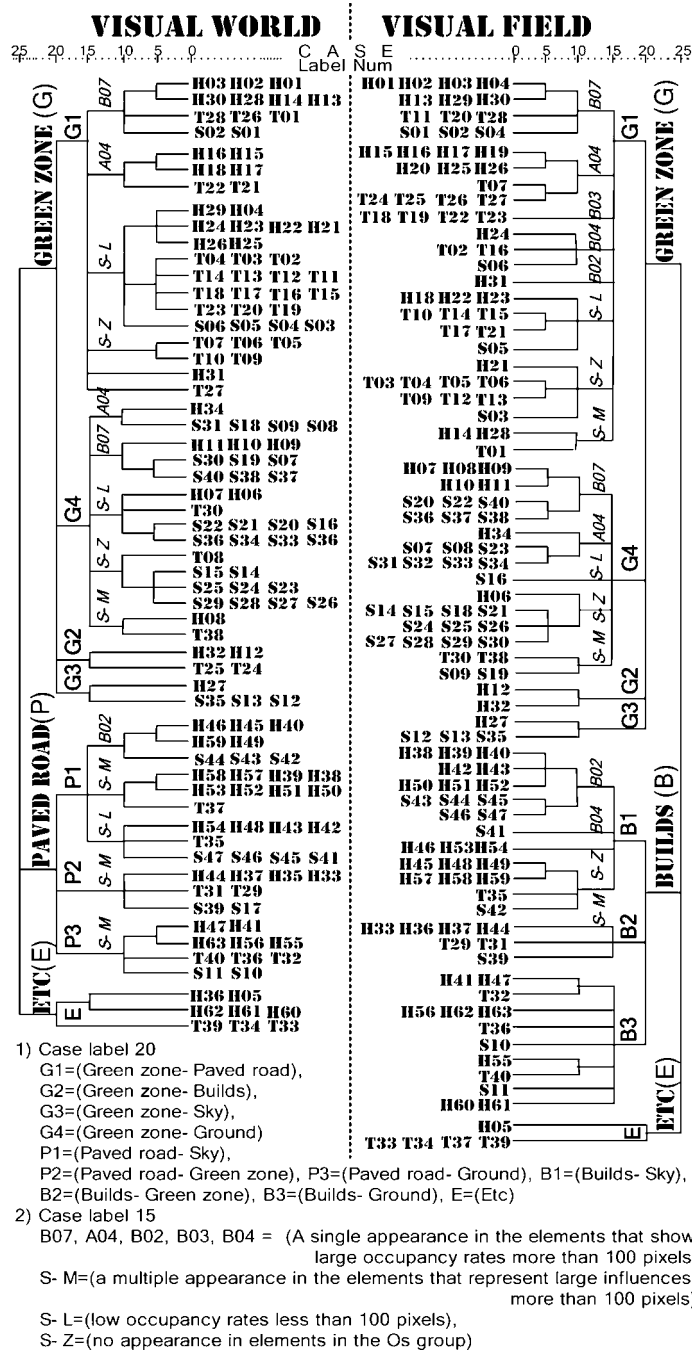 VISUAL WORLD VISUAL FIELD
25 20 15 10 5 0 C A S E 0 5 10 15 20 25
Label Num
GREEN ZONE (G)
G1
B07
H03 H02 H01
H30 H28 H14 H13
T28 T26 T01
S02 S01
A04
H16 H15
H18 H17
T22 T21
S-L
H29 H04
H24 H23 H22 H21
H26 H25
T04 T03 T02
T14 T13 T12 T11
T18 T17 T16 T15
T23 T20 T19
S06 S05 S04 S03
S-Z
T07 T06 T05
T10 T09
H31
T27
G4
A04
H34
S31 S18 S09 S08
B07
H11 H10 H09
S30 S19 S07
S40 S38 S37
S-L
H07 H06
T30
S22 S21 S20 S16
S36 S34 S33 S36
S-Z
T08
S15 S14
S-M
S25 S24 S23
S29 S28 S27 S26
H08
T38
G2
H32 H12
T25 T24
G3
H27
S35 S13 S12
PAVED ROAD(P)
P1
B02
H46 H45 H40
H59 H49
S44 S43 S42
S-M
H58 H57 H39 H38
H53 H52 H51 H50
T37
S-L
H54 H48 H43 H42
T35
S47 S46 S45 S41
P2
S-M
H44 H37 H35 H33
T31 T29
S39 S17
P3
S-M
H47 H41
H63 H56 H55
T40 T36 T32
S11 S10
ETC(E)
E
H36 H05
H62 H61 H60
T39 T34 T33
GREEN ZONE (G)
G1
B07
H01 H02 H03 H04
H13 H29 H30
T11 T20 T28
S01 S02 S04
A04
H15 H16 H17 H19
H20 H25 H26
T07
T24 T25 T26 T27
B03
T18 T19 T22 T23
B04
H24
T02 T16
S06
B02
H31
S-L
H18 H22 H23
T10 T14 T15
T17 T21
S05
S-Z
H21
T03 T04 T05 T06
T09 T12 T13
S03
S-M
H14 H28
T01
G4
B07
H07 H08 H09
H10 H11
S20 S22 S40
S36 S37 S38
A04
H34
S07 S08 S23
S31 S32 S33 S34
S-L
S16
S-Z
H06
S14 S15 S18 S21
S24 S25 S26
S27 S28 S29 S30
S-M
T30 T38
S09 S19
G2
H12
H32
G3
H27
S12 S13 S35
BUILDS (B)
B1
B02
H38 H39 H40
H42 H43
H50 H51 H52
S43 S44 S45
S46 S47
B04
S41
H46 H53 H54
S-Z
H45 H48 H49
H57 H58 H59
T35
S42
S-M
B2
H33 H36 H37 H44
T29 T31
S39
B3
H41 H47
T32
H56 H62 H63
T36
S10
H55
T40
S11
H60 H61
ETC(E)
E
H05
T33 T34 T37 T39
1) Case label 20
G1=(Green zone- Paved road),
G2=(Green zone- Builds),
G3=(Green zone- Sky),
G4=(Green zone- Ground)
P1=(Paved road- Sky),
P2=(Paved road- Green zone), P3=(Paved road- Ground), B1=(Builds- Sky),
B2=(Builds- Green zone), B3=(Builds- Ground), E=(Etc)
2) Case label 15
B07, A04, B02, B03, B04 = (A single appearance in the elements that show
large occupancy rates more than 100 pixels
S- M=(a multiple appearance in the elements that represent large influences
more than 100 pixels)
S- L=(low occupancy rates less than 100 pixels),
S- Z=(no appearance in elements in the Os group)